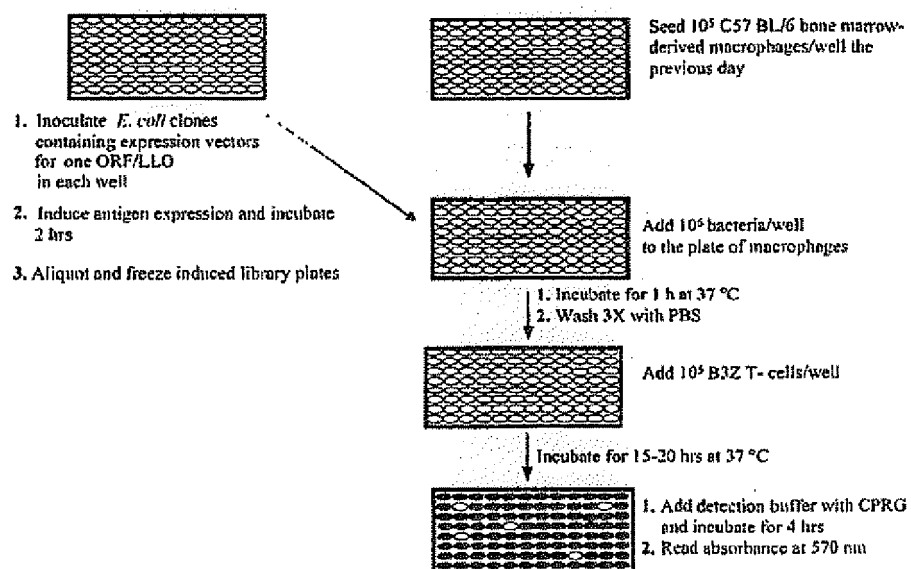 Seed 10⁵ C57 BL/6 bone marrow-
derived macrophages/well the
previous day
1. Inoculate E. coli clones
containing expression vectors
for one ORF/LLO
in each well
2. Induce antigen expression and incubate
2 hrs
3. Aliquot and freeze induced library plates
Add 10⁵ bacteria/well
to the plate of macrophages
1. Incubate for 1 h at 37 °C
2. Wash 3X with PBS
Add 10⁵ B3Z T- cells/well
Incubate for 15-20 hrs at 37 °C
1. Add detection buffer with CPRG
and incubate for 4 hrs
2. Read absorbance at 570 nm